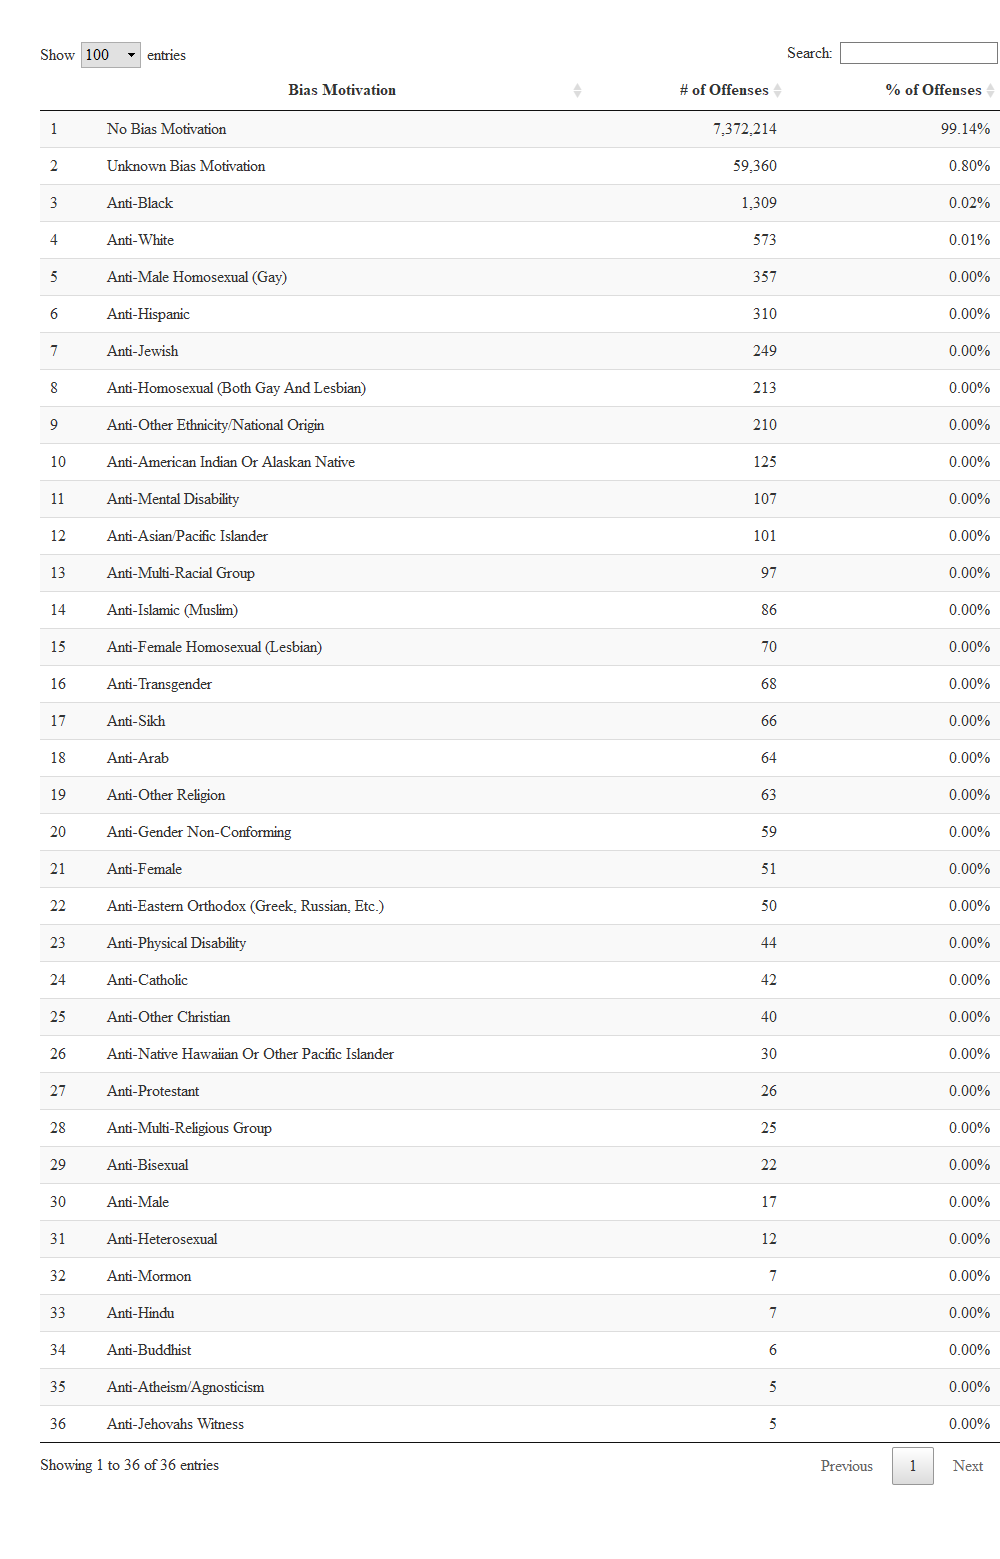 Show 100 entries Search:
Bias Motivation # of Offenses % of Offenses
1 No Bias Motivation 7,372,214 99.14%
2 Unknown Bias Motivation 59,360 0.80%
3 Anti-Black 1,309 0.02%
4 Anti-White 573 0.01%
5 Anti-Male Homosexual (Gay) 357 0.00%
6 Anti-Hispanic 310 0.00%
7 Anti-Jewish 249 0.00%
8 Anti-Homosexual (Both Gay And Lesbian) 213 0.00%
9 Anti-Other Ethnicity/National Origin 210 0.00%
10 Anti-American Indian Or Alaskan Native 125 0.00%
11 Anti-Mental Disability 107 0.00%
12 Anti-Asian/Pacific Islander 101 0.00%
13 Anti-Multi-Racial Group 97 0.00%
14 Anti-Islamic (Muslim) 86 0.00%
15 Anti-Female Homosexual (Lesbian) 70 0.00%
16 Anti-Transgender 68 0.00%
17 Anti-Sikh 66 0.00%
18 Anti-Arab 64 0.00%
19 Anti-Other Religion 63 0.00%
20 Anti-Gender Non-Conforming 59 0.00%
21 Anti-Female 51 0.00%
22 Anti-Eastern Orthodox (Greek, Russian, Etc.) 50 0.00%
23 Anti-Physical Disability 44 0.00%
24 Anti-Catholic 42 0.00%
25 Anti-Other Christian 40 0.00%
26 Anti-Native Hawaiian Or Other Pacific Islander 30 0.00%
27 Anti-Protestant 26 0.00%
28 Anti-Multi-Religious Group 25 0.00%
29 Anti-Bisexual 22 0.00%
30 Anti-Male 17 0.00%
31 Anti-Heterosexual 12 0.00%
32 Anti-Mormon 7 0.00%
33 Anti-Hindu 7 0.00%
34 Anti-Buddhist 6 0.00%
35 Anti-Atheism/Agnosticism 5 0.00%
36 Anti-Jehovahs Witness 5 0.00%
Showing 1 to 36 of 36 entries Previous 1 Next